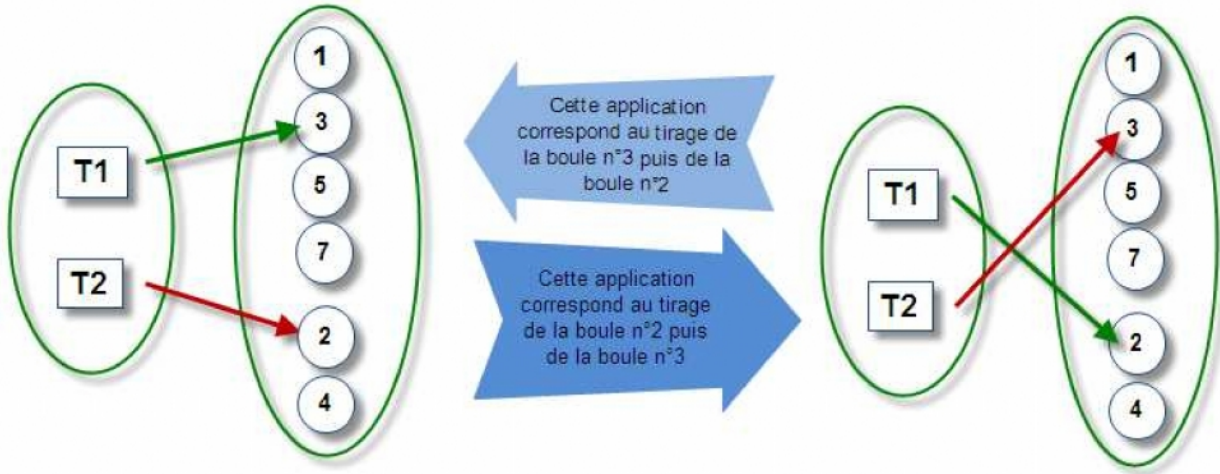 T1
T2
1
3
5
7
2
4
Cette application
correspond au tirage de
la boule n°3 puis de la
boule n°2
Cette application
correspond au tirage
de la boule n°2 puis
de la boule n°3
T1
T2
1
3
5
7
2
4